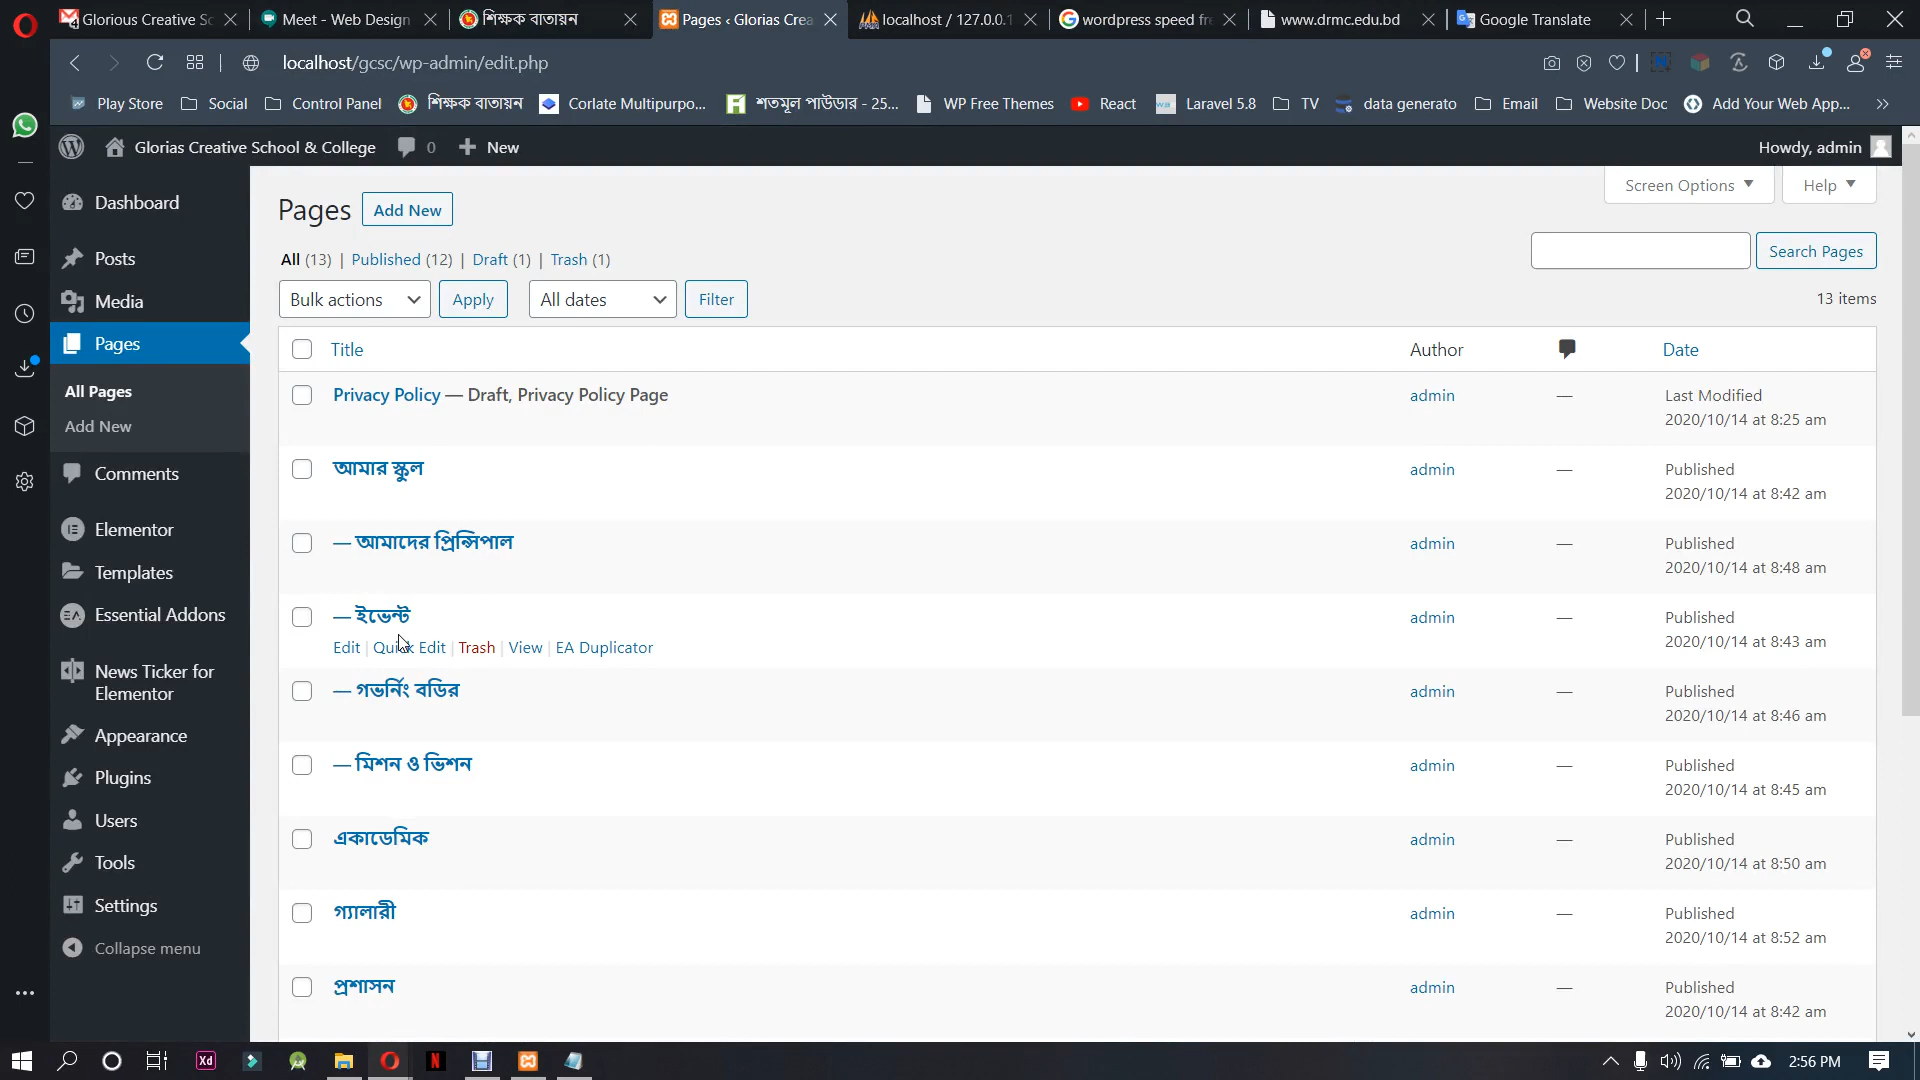 Glorious Creative Sc
Meet - Web Design
শিক্ষক বাতায়ন
Pages ‹ Glorias Crea
localhost / 127.0.0.1
wordpress speed fre
www.drmc.edu.bd
Google Translate
localhost/gcsc/wp-admin/edit.php
Play Store
Social
Control Panel
শিক্ষক বাতায়ন
Corlate Multipurpo...
শতমূল পাউডার - 25...
WP Free Themes
React
Laravel 5.8
TV
data generato
Email
Website Doc
Add Your Web App...
Glorias Creative School & College
0
New
Howdy, admin
Dashboard
Posts
Media
Pages
All Pages
Add New
Comments
Elementor
Templates
Essential Addons
News Ticker for
Elementor
Appearance
Plugins
Users
Tools
Settings
Collapse menu
Screen Options
Help
Pages
Add New
All (13) | Published (12) | Draft (1) | Trash (1)
Search Pages
Bulk actions
Apply
All dates
Filter
13 items
Title
Author
Date
Privacy Policy — Draft, Privacy Policy Page
admin
—
Last Modified
2020/10/14 at 8:25 am
আমার স্কুল
admin
—
Published
2020/10/14 at 8:42 am
— আমাদের প্রিন্সিপাল
admin
—
Published
2020/10/14 at 8:48 am
— ইভেন্ট
admin
—
Published
2020/10/14 at 8:43 am
Edit | Quick Edit | Trash | View | EA Duplicator
— গভর্নিং বডির
admin
—
Published
2020/10/14 at 8:46 am
— মিশন ও ভিশন
admin
—
Published
2020/10/14 at 8:45 am
একাডেমিক
admin
—
Published
2020/10/14 at 8:50 am
গ্যালারী
admin
—
Published
2020/10/14 at 8:52 am
প্রশাসন
admin
—
Published
2020/10/14 at 8:42 am
2:56 PM